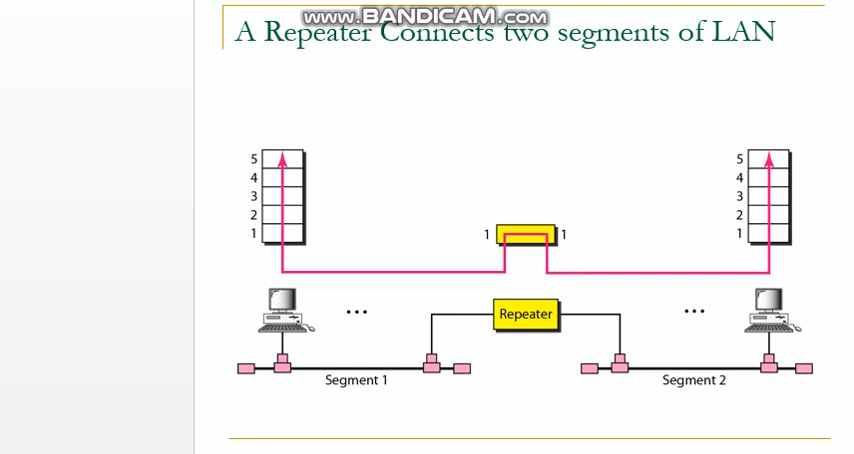 www.BANDICAM.com
A Repeater Connects two segments of LAN
5 5
4 4
3 3
2 2
1 1 1 1
... ...
Repeater
Segment 1 Segment 2